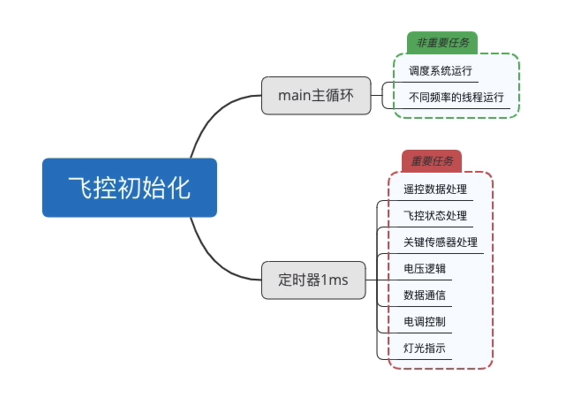 飞控初始化
main主循环
非重要任务
调度系统运行
不同频率的线程运行
定时器1ms
重要任务
遥控数据处理
飞控状态处理
关键传感器处理
电压逻辑
数据通信
电调控制
灯光指示